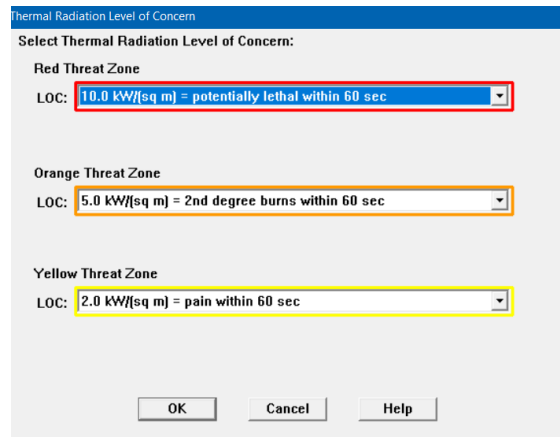 Thermal Radiation Level of Concern
Select Thermal Radiation Level of Concern:
Red Threat Zone
LOC: 10.0 kW/(sq m) = potentially lethal within 60 sec
Orange Threat Zone
LOC: 5.0 kW/(sq m) = 2nd degree burns within 60 sec
Yellow Threat Zone
LOC: 2.0 kW/(sq m) = pain within 60 sec
OK Cancel Help